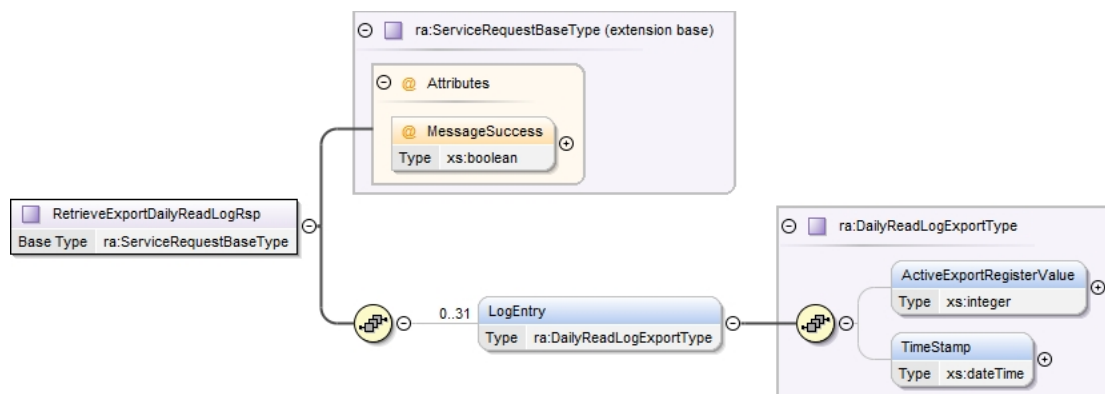 ra:ServiceRequestBaseType (extension base)
@ Attributes
@ MessageSuccess
Type xs:boolean
RetrieveExportDailyReadLogRsp
Base Type ra:ServiceRequestBaseType
ra:DailyReadLogExportType
ActiveExportRegisterValue
Type xs:integer
0..31
LogEntry
Type ra:DailyReadLogExportType
TimeStamp
Type xs:dateTime